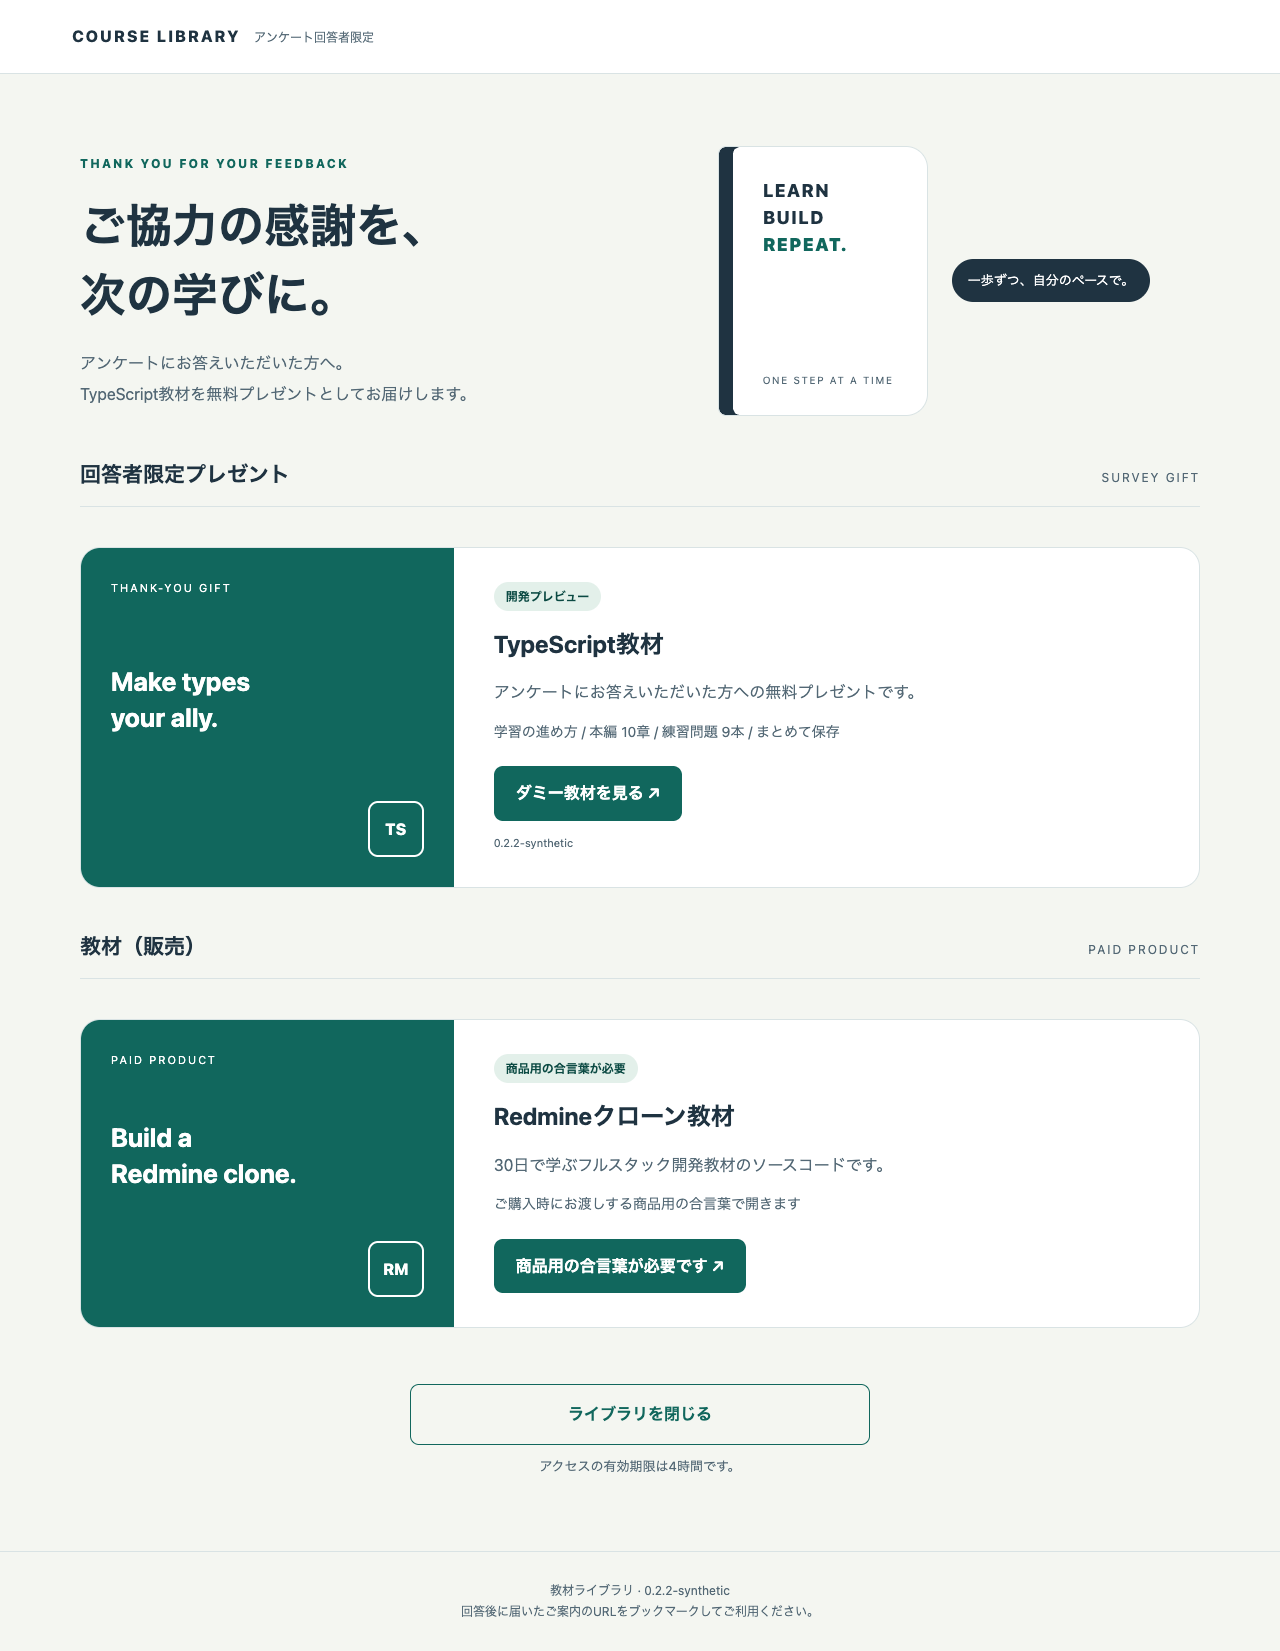 COURSE LIBRARY アンケート回答者限定
THANK YOU FOR YOUR FEEDBACK
ご協力の感謝を、
次の学びに。
アンケートにお答えいただいた方へ。
TypeScript教材を無料プレゼントとしてお届けします。
LEARN
BUILD
REPEAT.
ONE STEP AT A TIME
一歩ずつ、自分のペースで。
回答者限定プレゼント
SURVEY GIFT
THANK-YOU GIFT
Make types
your ally.
TS
開発プレビュー
TypeScript教材
アンケートにお答えいただいた方への無料プレゼントです。
学習の進め方 / 本編 10章 / 練習問題 9本 / まとめて保存
ダミー教材を見る ↗
0.2.2-synthetic
教材（販売）
PAID PRODUCT
PAID PRODUCT
Build a
Redmine clone.
RM
商品用の合言葉が必要
Redmineクローン教材
30日で学ぶフルスタック開発教材のソースコードです。
ご購入時にお渡しする商品用の合言葉で開きます
商品用の合言葉が必要です ↗
ライブラリを閉じる
アクセスの有効期限は4時間です。
教材ライブラリ · 0.2.2-synthetic
回答後に届いたご案内のURLをブックマークしてご利用ください。